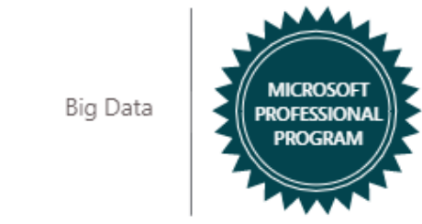 Big Data
MICROSOFT
PROFESSIONAL
PROGRAM